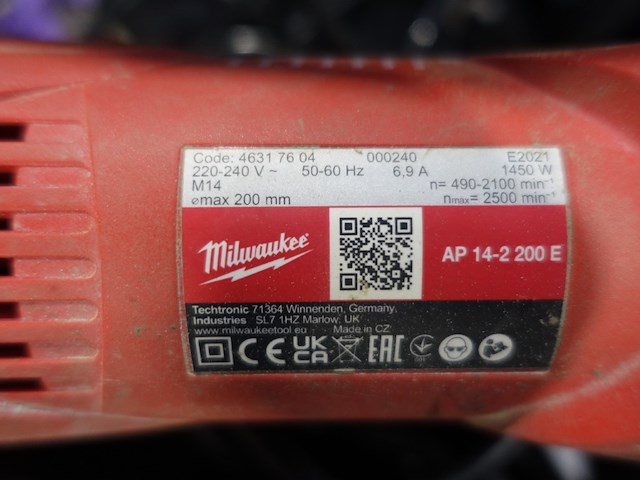 Code: 4631 76 04 000240 E2021
220-240 V ~ 50-60 Hz 6,9 A 1450 W
M14 n= 490-2100 min⁻¹
⌀max 200 mm nmax= 2500 min⁻¹
Milwaukee
AP 14-2 200 E
Techtronic 71364 Winnenden, Germany.
Industries SL7 1HZ Marlow, UK
www.milwaukeetool.eu Made in CZ
CE UK CA EAC